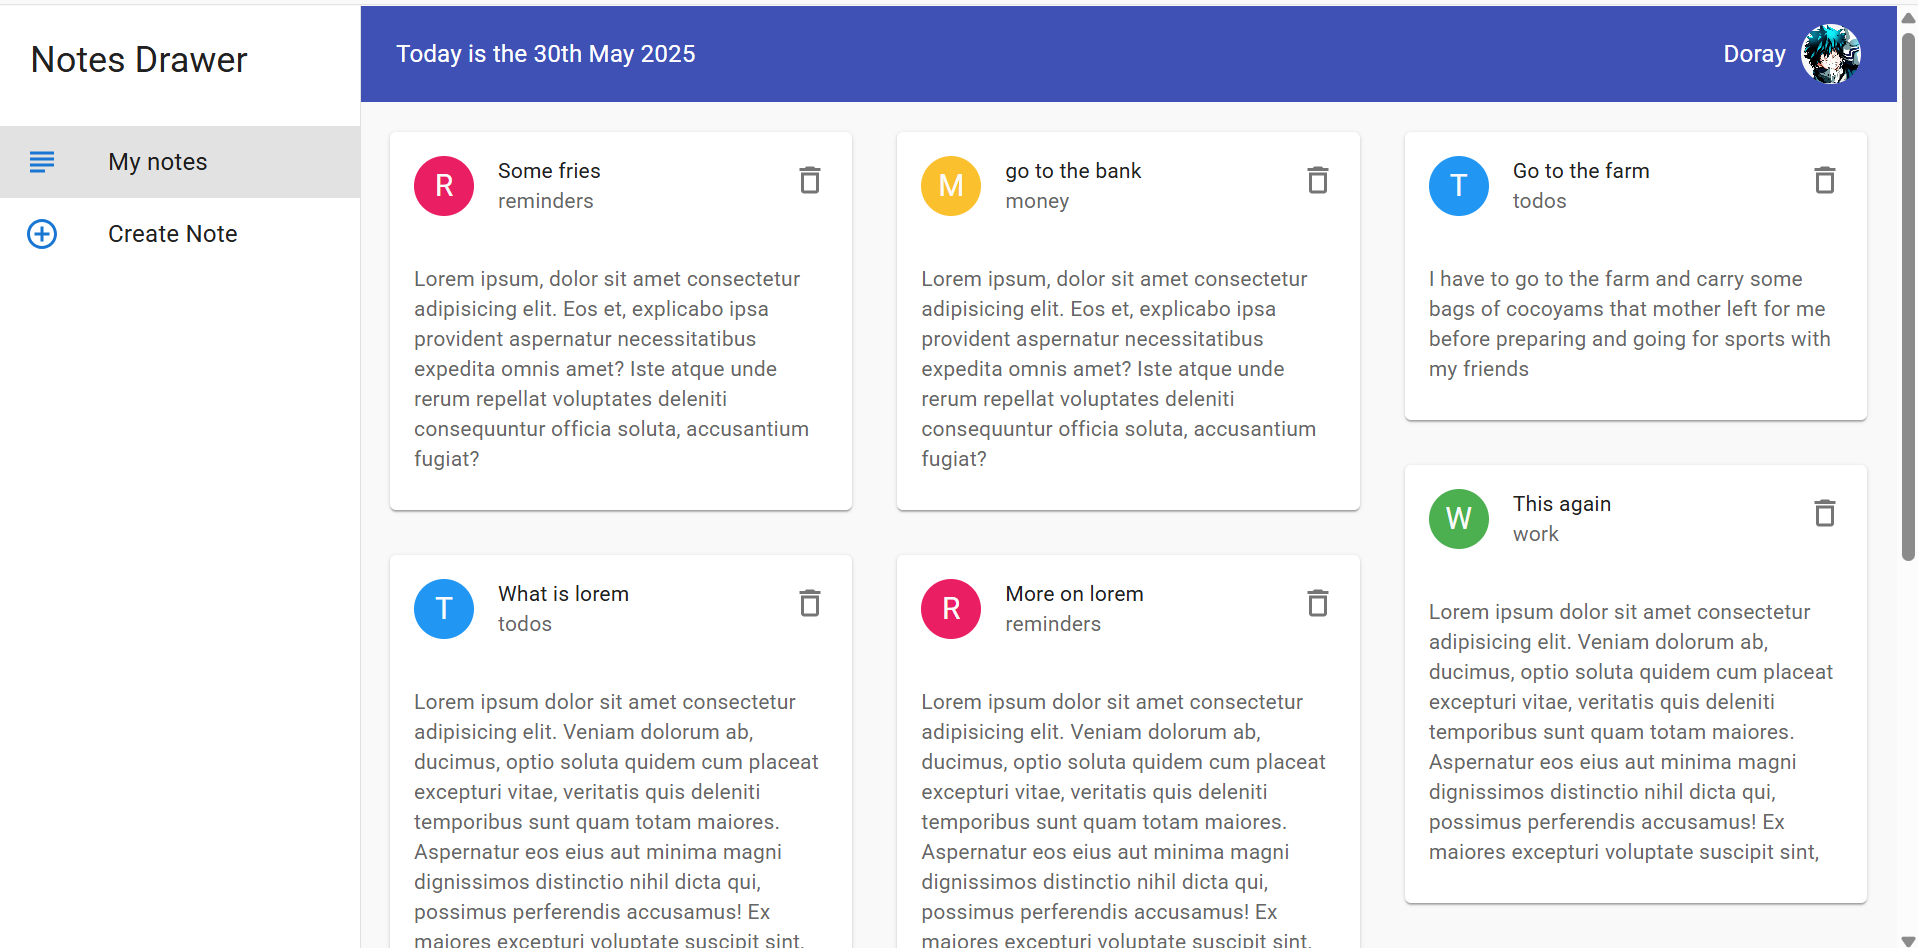 Notes Drawer
My notes
Create Note
Today is the 30th May 2025
Doray
R
Some fries
reminders
Lorem ipsum, dolor sit amet consectetur
adipisicing elit. Eos et, explicabo ipsa
provident aspernatur necessitatibus
expedita omnis amet? Iste atque unde
rerum repellat voluptates deleniti
consequuntur officia soluta, accusantium
fugiat?
M
go to the bank
money
Lorem ipsum, dolor sit amet consectetur
adipisicing elit. Eos et, explicabo ipsa
provident aspernatur necessitatibus
expedita omnis amet? Iste atque unde
rerum repellat voluptates deleniti
consequuntur officia soluta, accusantium
fugiat?
T
Go to the farm
todos
I have to go to the farm and carry some
bags of cocoyams that mother left for me
before preparing and going for sports with
my friends
T
What is lorem
todos
Lorem ipsum dolor sit amet consectetur
adipisicing elit. Veniam dolorum ab,
ducimus, optio soluta quidem cum placeat
excepturi vitae, veritatis quis deleniti
temporibus sunt quam totam maiores.
Aspernatur eos eius aut minima magni
dignissimos distinctio nihil dicta qui,
possimus perferendis accusamus! Ex
maiores excepturi voluptate suscipit sint,
R
More on lorem
reminders
Lorem ipsum dolor sit amet consectetur
adipisicing elit. Veniam dolorum ab,
ducimus, optio soluta quidem cum placeat
excepturi vitae, veritatis quis deleniti
temporibus sunt quam totam maiores.
Aspernatur eos eius aut minima magni
dignissimos distinctio nihil dicta qui,
possimus perferendis accusamus! Ex
maiores excepturi voluptate suscipit sint,
W
This again
work
Lorem ipsum dolor sit amet consectetur
adipisicing elit. Veniam dolorum ab,
ducimus, optio soluta quidem cum placeat
excepturi vitae, veritatis quis deleniti
temporibus sunt quam totam maiores.
Aspernatur eos eius aut minima magni
dignissimos distinctio nihil dicta qui,
possimus perferendis accusamus! Ex
maiores excepturi voluptate suscipit sint,